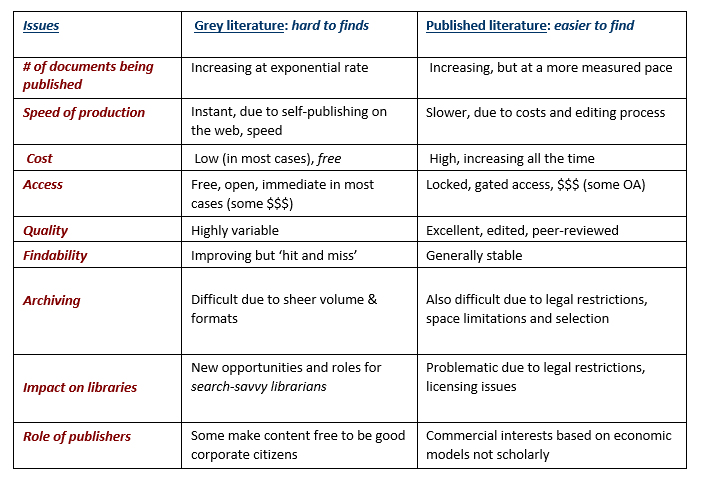 Issues
Grey literature: hard to finds
Published literature: easier to find
# of documents being
published
Increasing at exponential rate
Increasing, but at a more measured pace
Speed of production
Instant, due to self-publishing on
the web, speed
Slower, due to costs and editing process
Cost
Low (in most cases), free
High, increasing all the time
Access
Free, open, immediate in most
cases (some $$$)
Locked, gated access, $$$ (some OA)
Quality
Highly variable
Excellent, edited, peer-reviewed
Findability
Improving but ‘hit and miss’
Generally stable
Archiving
Difficult due to sheer volume &
formats
Also difficult due to legal restrictions,
space limitations and selection
Impact on libraries
New opportunities and roles for
search-savvy librarians
Problematic due to legal restrictions,
licensing issues
Role of publishers
Some make content free to be good
corporate citizens
Commercial interests based on economic
models not scholarly